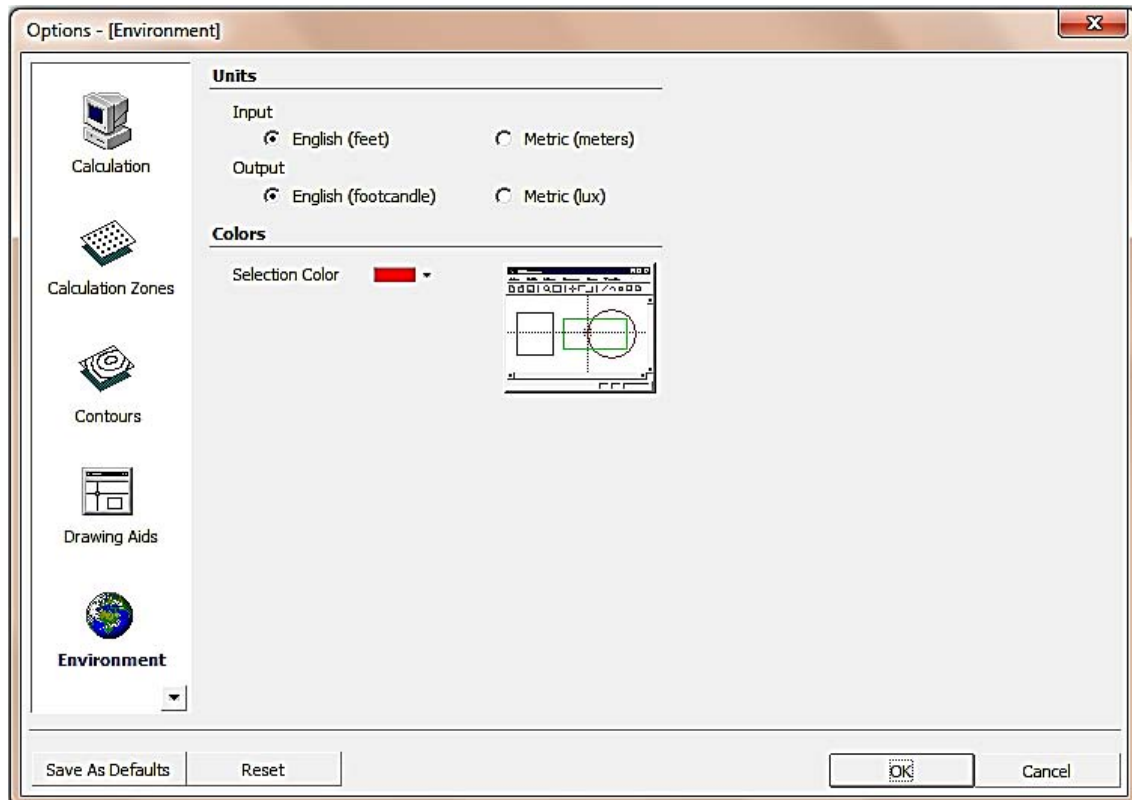 Options - [Environment]
Calculation
Calculation Zones
Contours
Drawing Aids
Environment
Units
Input
English (feet) Metric (meters)
Output
English (footcandle) Metric (lux)
Colors
Selection Color
Save As Defaults Reset OK Cancel